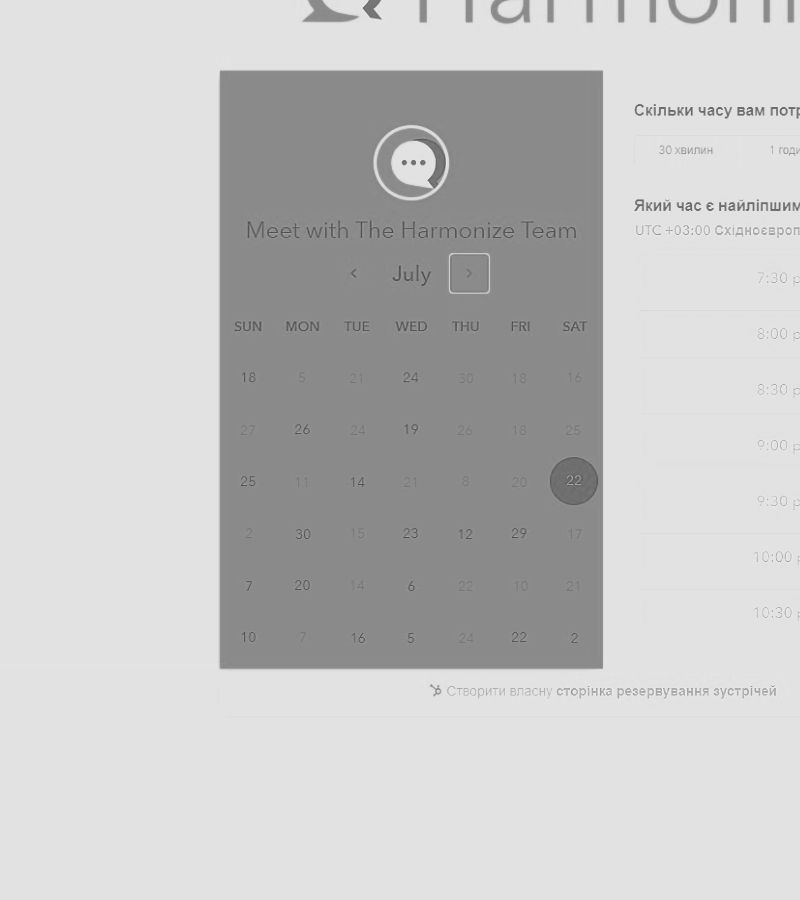 Harmoni
Meet with The Harmonize Team
July
SUN MON TUE WED THU FRI SAT
18 5 21 24 30 18 16
27 26 24 19 26 18 25
25 11 14 21 8 20 22
2 30 15 23 12 29 17
7 20 14 6 22 10 21
10 7 16 5 24 22 2
Скільки часу вам потр
30 хвилин 1 годи
Який час є найліпшим
UTC +03:00 Східноєвроп
7:30 p
8:00 p
8:30 p
9:00 p
9:30 p
10:00 p
10:30 p
Створити власну сторінка резервування зустрічей